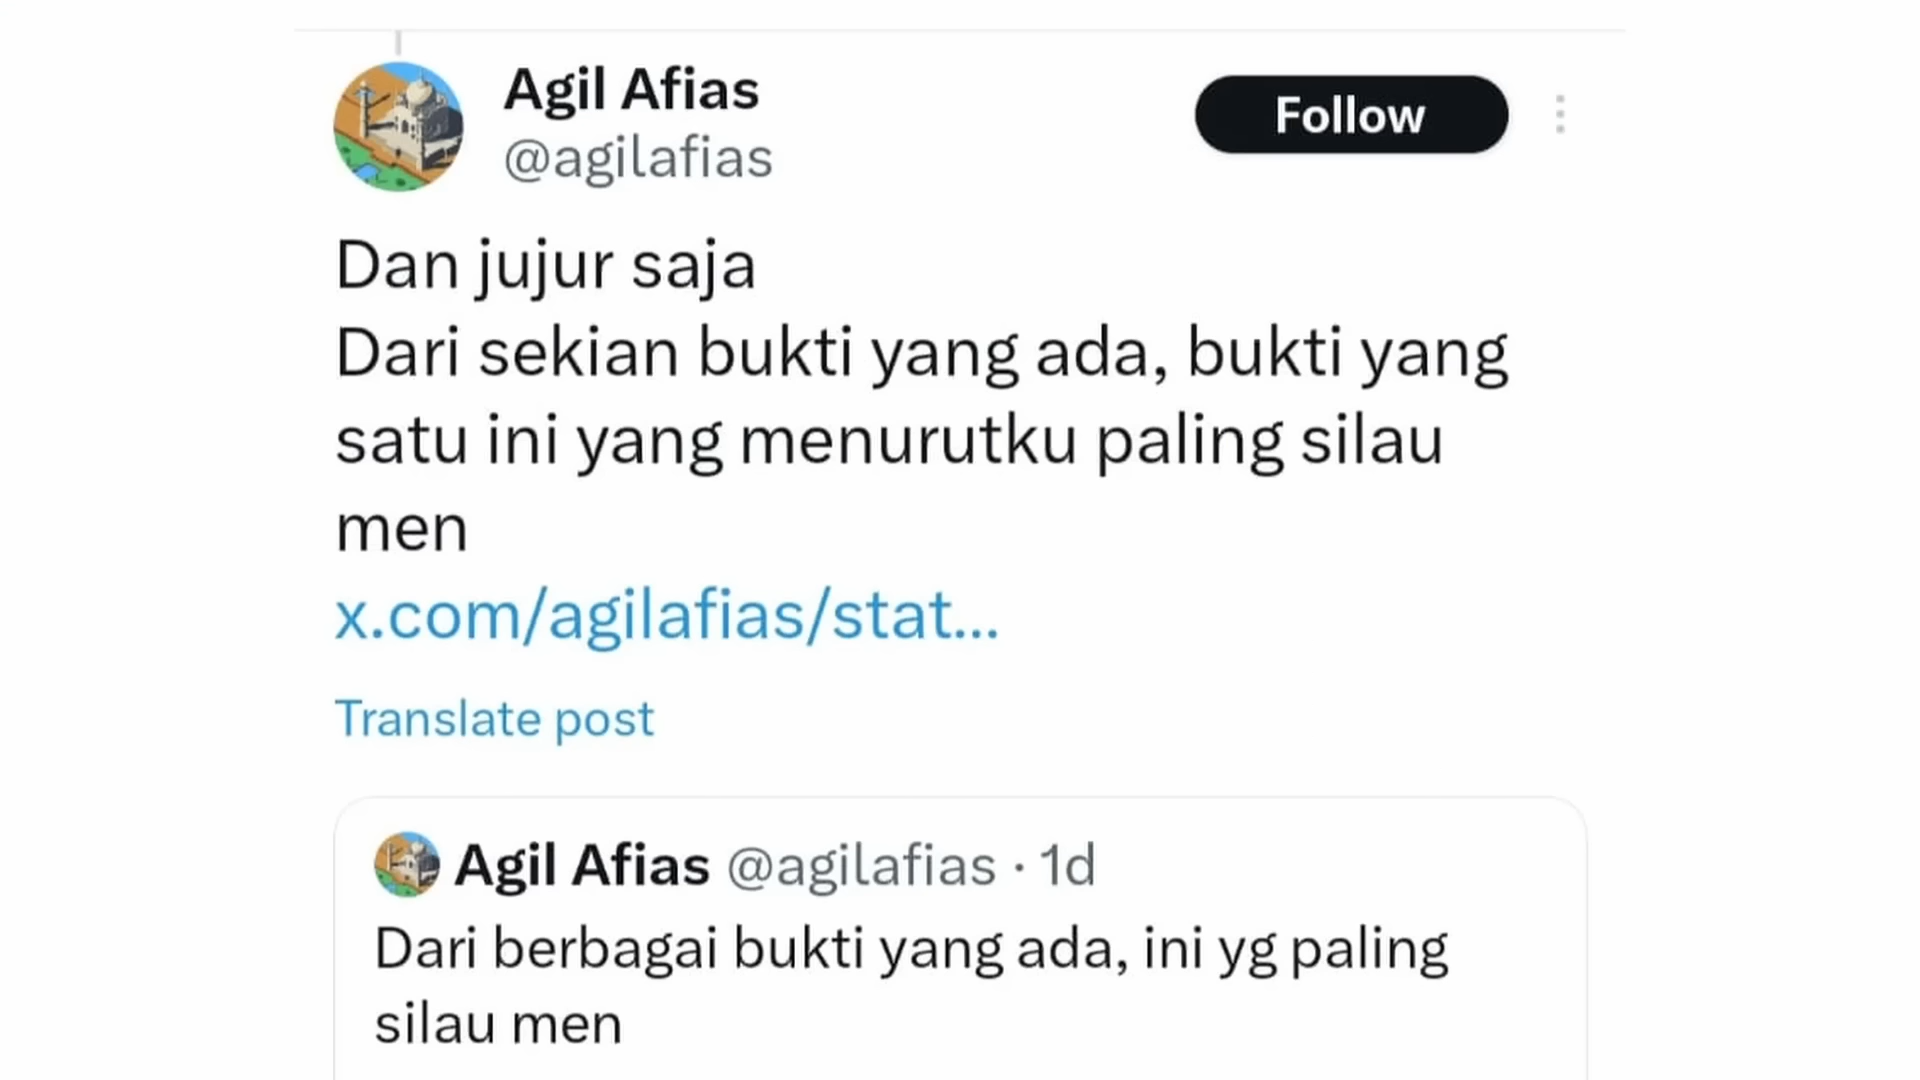 Agil Afias
@agilafias
Follow
Dan jujur saja
Dari sekian bukti yang ada, bukti yang
satu ini yang menurutku paling silau
men
x.com/agilafias/stat...
Translate post
Agil Afias @agilafias · 1d
Dari berbagai bukti yang ada, ini yg paling
silau men